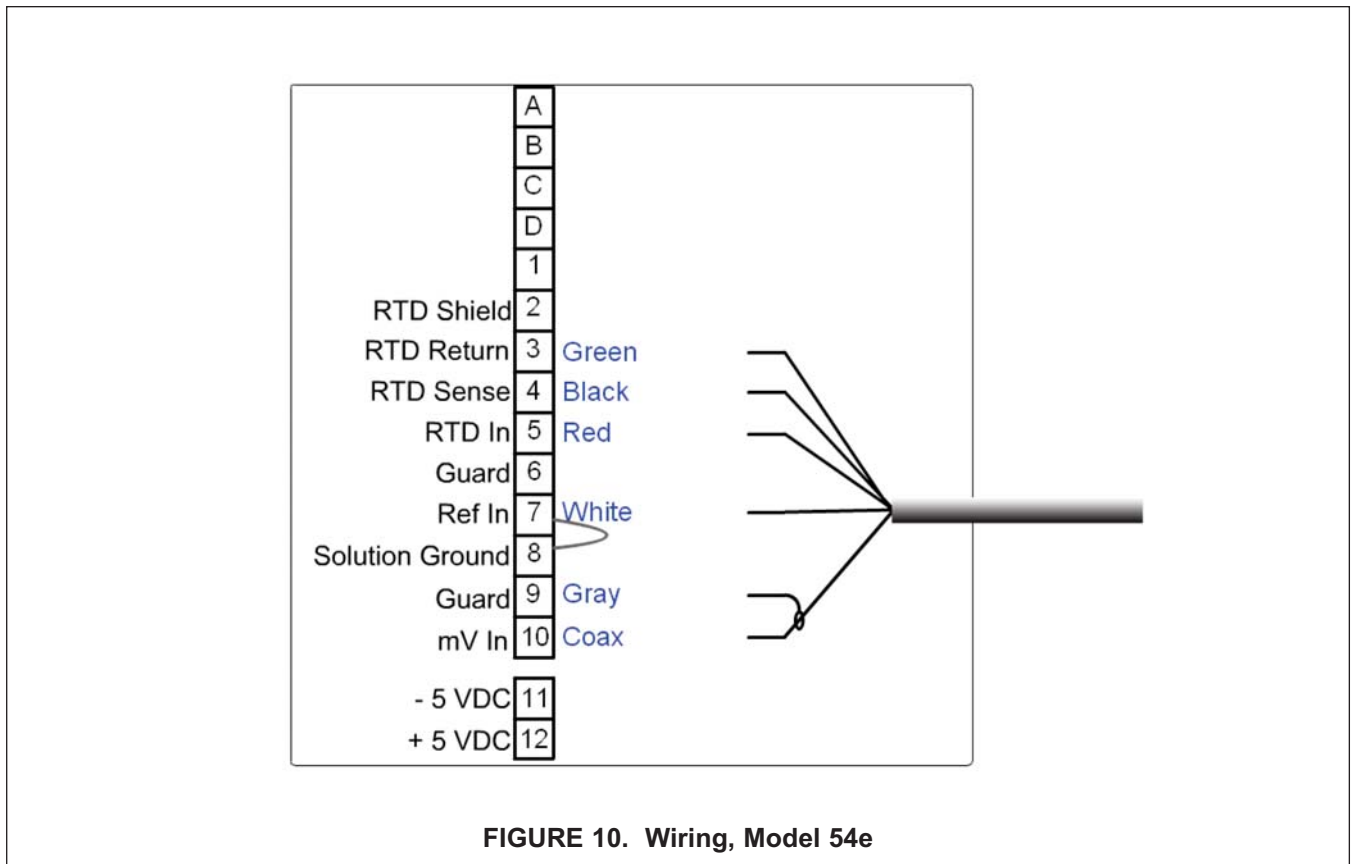 A
B
C
D
1
RTD Shield 2
RTD Return 3 Green
RTD Sense 4 Black
RTD In 5 Red
Guard 6
Ref In 7 White
Solution Ground 8
Guard 9 Gray
mV In 10 Coax
- 5 VDC 11
+ 5 VDC 12
FIGURE 10. Wiring, Model 54e